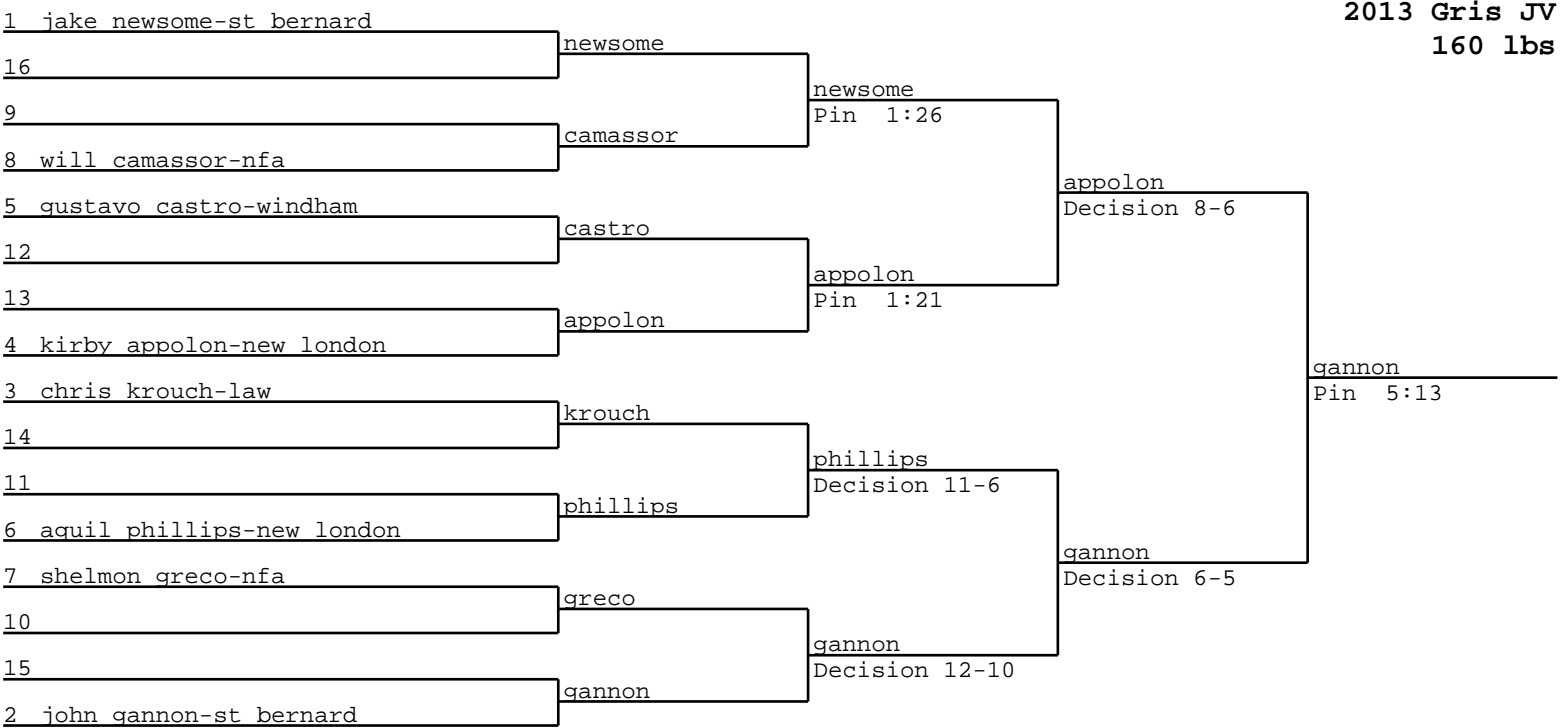 2013 Gris JV
160 lbs
1 jake newsome-st bernard
newsome
16
newsome
Pin 1:26
9
camassor
8 will camassor-nfa
appolon
Decision 8-6
5 gustavo castro-windham
castro
12
appolon
Pin 1:21
13
appolon
4 kirby appolon-new london
gannon
Pin 5:13
3 chris krouch-law
krouch
14
phillips
Decision 11-6
11
phillips
6 aquil phillips-new london
gannon
Decision 6-5
7 shelmon greco-nfa
greco
10
gannon
Decision 12-10
15
gannon
2 john gannon-st bernard